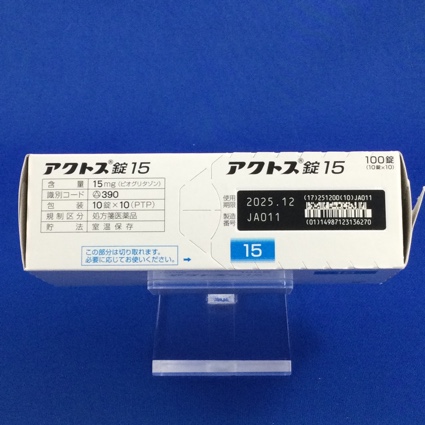 アクトス®錠15
含量 15mg(ピオグリタゾン)
識別コード 390
包装 10錠×10(PTP)
規制区分 処方箋医薬品
貯法 室温保存
この部分は切り取れます。
必要に応じてお使いください。 →
アクトス®錠15
100錠
(10錠×10)
使用期限 2025.12
製造番号 JA011
(17)251200(10)JA011
(01)14987123136270
15